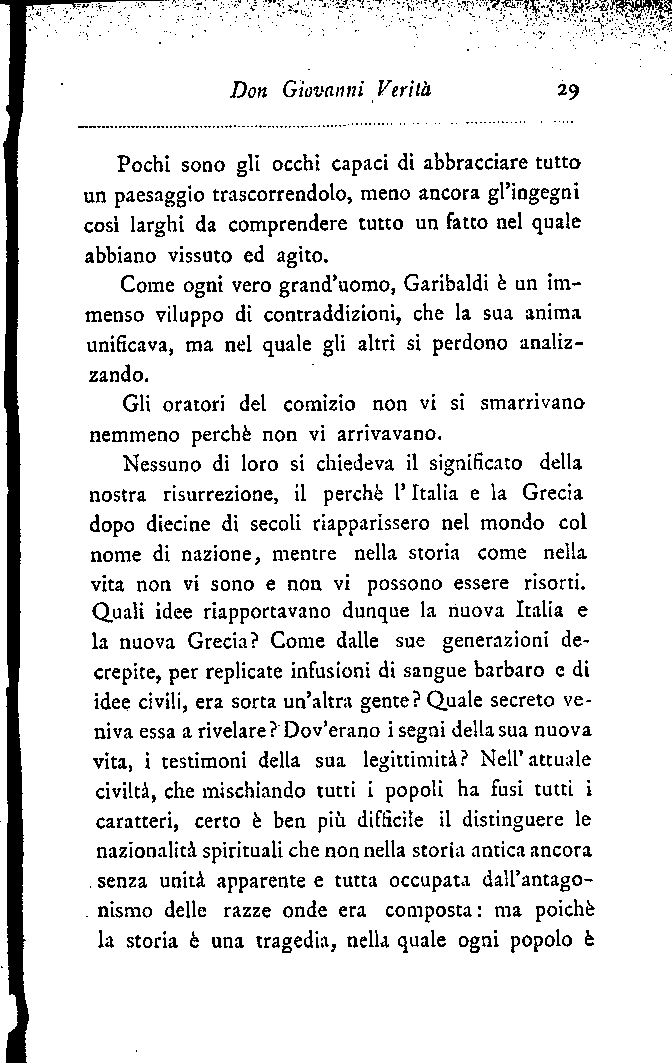 Don Giovanni Verità 29
Pochi sono gli occhi capaci di abbracciare tutto
un paesaggio trascorrendolo, meno ancora gl'ingegni
così larghi da comprendere tutto un fatto nel quale
abbiano vissuto ed agito.
Come ogni vero grand'uomo, Garibaldi è un im-
menso viluppo di contraddizioni, che la sua anima
unificava, ma nel quale gli altri si perdono analiz-
zando.
Gli oratori del comizio non vi si smarrivano
nemmeno perchè non vi arrivavano.
Nessuno di loro si chiedeva il significato della
nostra risurrezione, il perchè l'Italia e la Grecia
dopo diecine di secoli riapparissero nel mondo col
nome di nazione, mentre nella storia come nella
vita non vi sono e non vi possono essere risorti.
Quali idee riapportavano dunque la nuova Italia e
la nuova Grecia? Come dalle sue generazioni de-
crepite, per replicate infusioni di sangue barbaro e di
idee civili, era sorta un'altra gente? Quale secreto ve-
niva essa a rivelare? Dov'erano i segni della sua nuova
vita, i testimoni della sua legittimità? Nell'attuale
civiltà, che mischiando tutti i popoli ha fusi tutti i
caratteri, certo è ben più difficile il distinguere le
nazionalità spirituali che non nella storia antica ancora
senza unità apparente e tutta occupata dall'antago-
nismo delle razze onde era composta: ma poichè
la storia è una tragedia, nella quale ogni popolo è